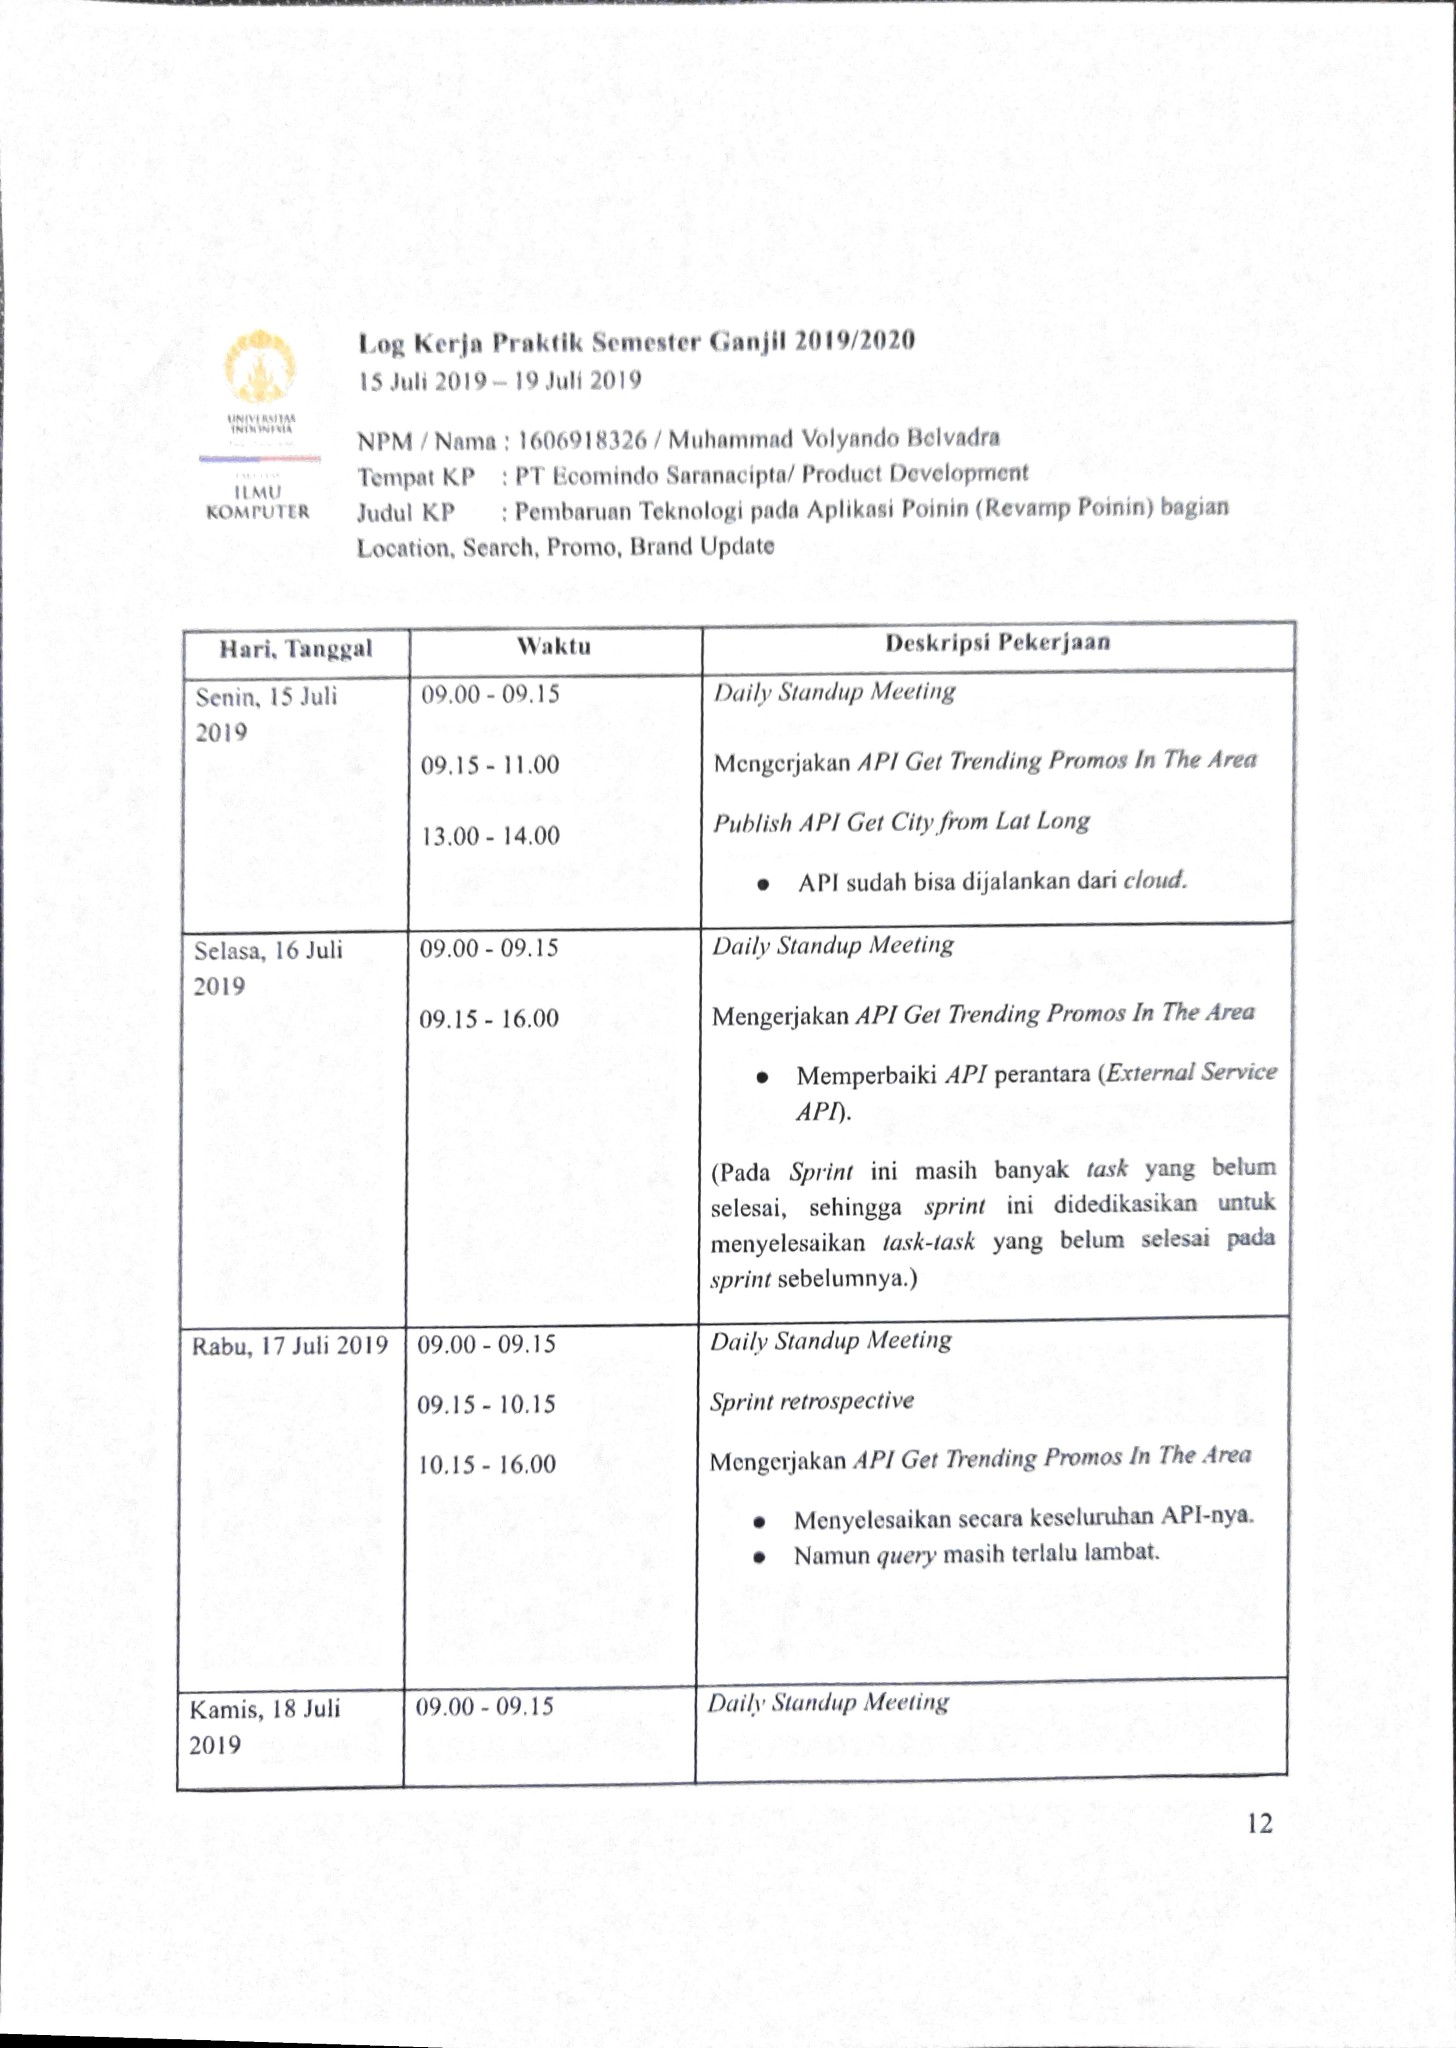 UNIVERSITAS
INDONESIA
ILMU
KOMPUTER
Log Kerja Praktik Semester Ganjil 2019/2020
15 Juli 2019 – 19 Juli 2019
NPM / Nama : 1606918326 / Muhammad Volyando Belvadra
Tempat KP : PT Ecomindo Saranacipta/ Product Development
Judul KP : Pembaruan Teknologi pada Aplikasi Poinin (Revamp Poinin) bagian
Location, Search, Promo, Brand Update
Hari, Tanggal Waktu Deskripsi Pekerjaan
Senin, 15 Juli 09.00 - 09.15 Daily Standup Meeting
2019
09.15 - 11.00 Mengerjakan API Get Trending Promos In The Area
13.00 - 14.00 Publish API Get City from Lat Long
• API sudah bisa dijalankan dari cloud.
Selasa, 16 Juli 09.00 - 09.15 Daily Standup Meeting
2019
09.15 - 16.00 Mengerjakan API Get Trending Promos In The Area
• Memperbaiki API perantara (External Service
API).
(Pada Sprint ini masih banyak task yang belum
selesai, sehingga sprint ini didedikasikan untuk
menyelesaikan task-task yang belum selesai pada
sprint sebelumnya.)
Rabu, 17 Juli 2019 09.00 - 09.15 Daily Standup Meeting
09.15 - 10.15 Sprint retrospective
10.15 - 16.00 Mengerjakan API Get Trending Promos In The Area
• Menyelesaikan secara keseluruhan API-nya.
• Namun query masih terlalu lambat.
Kamis, 18 Juli 09.00 - 09.15 Daily Standup Meeting
2019
12